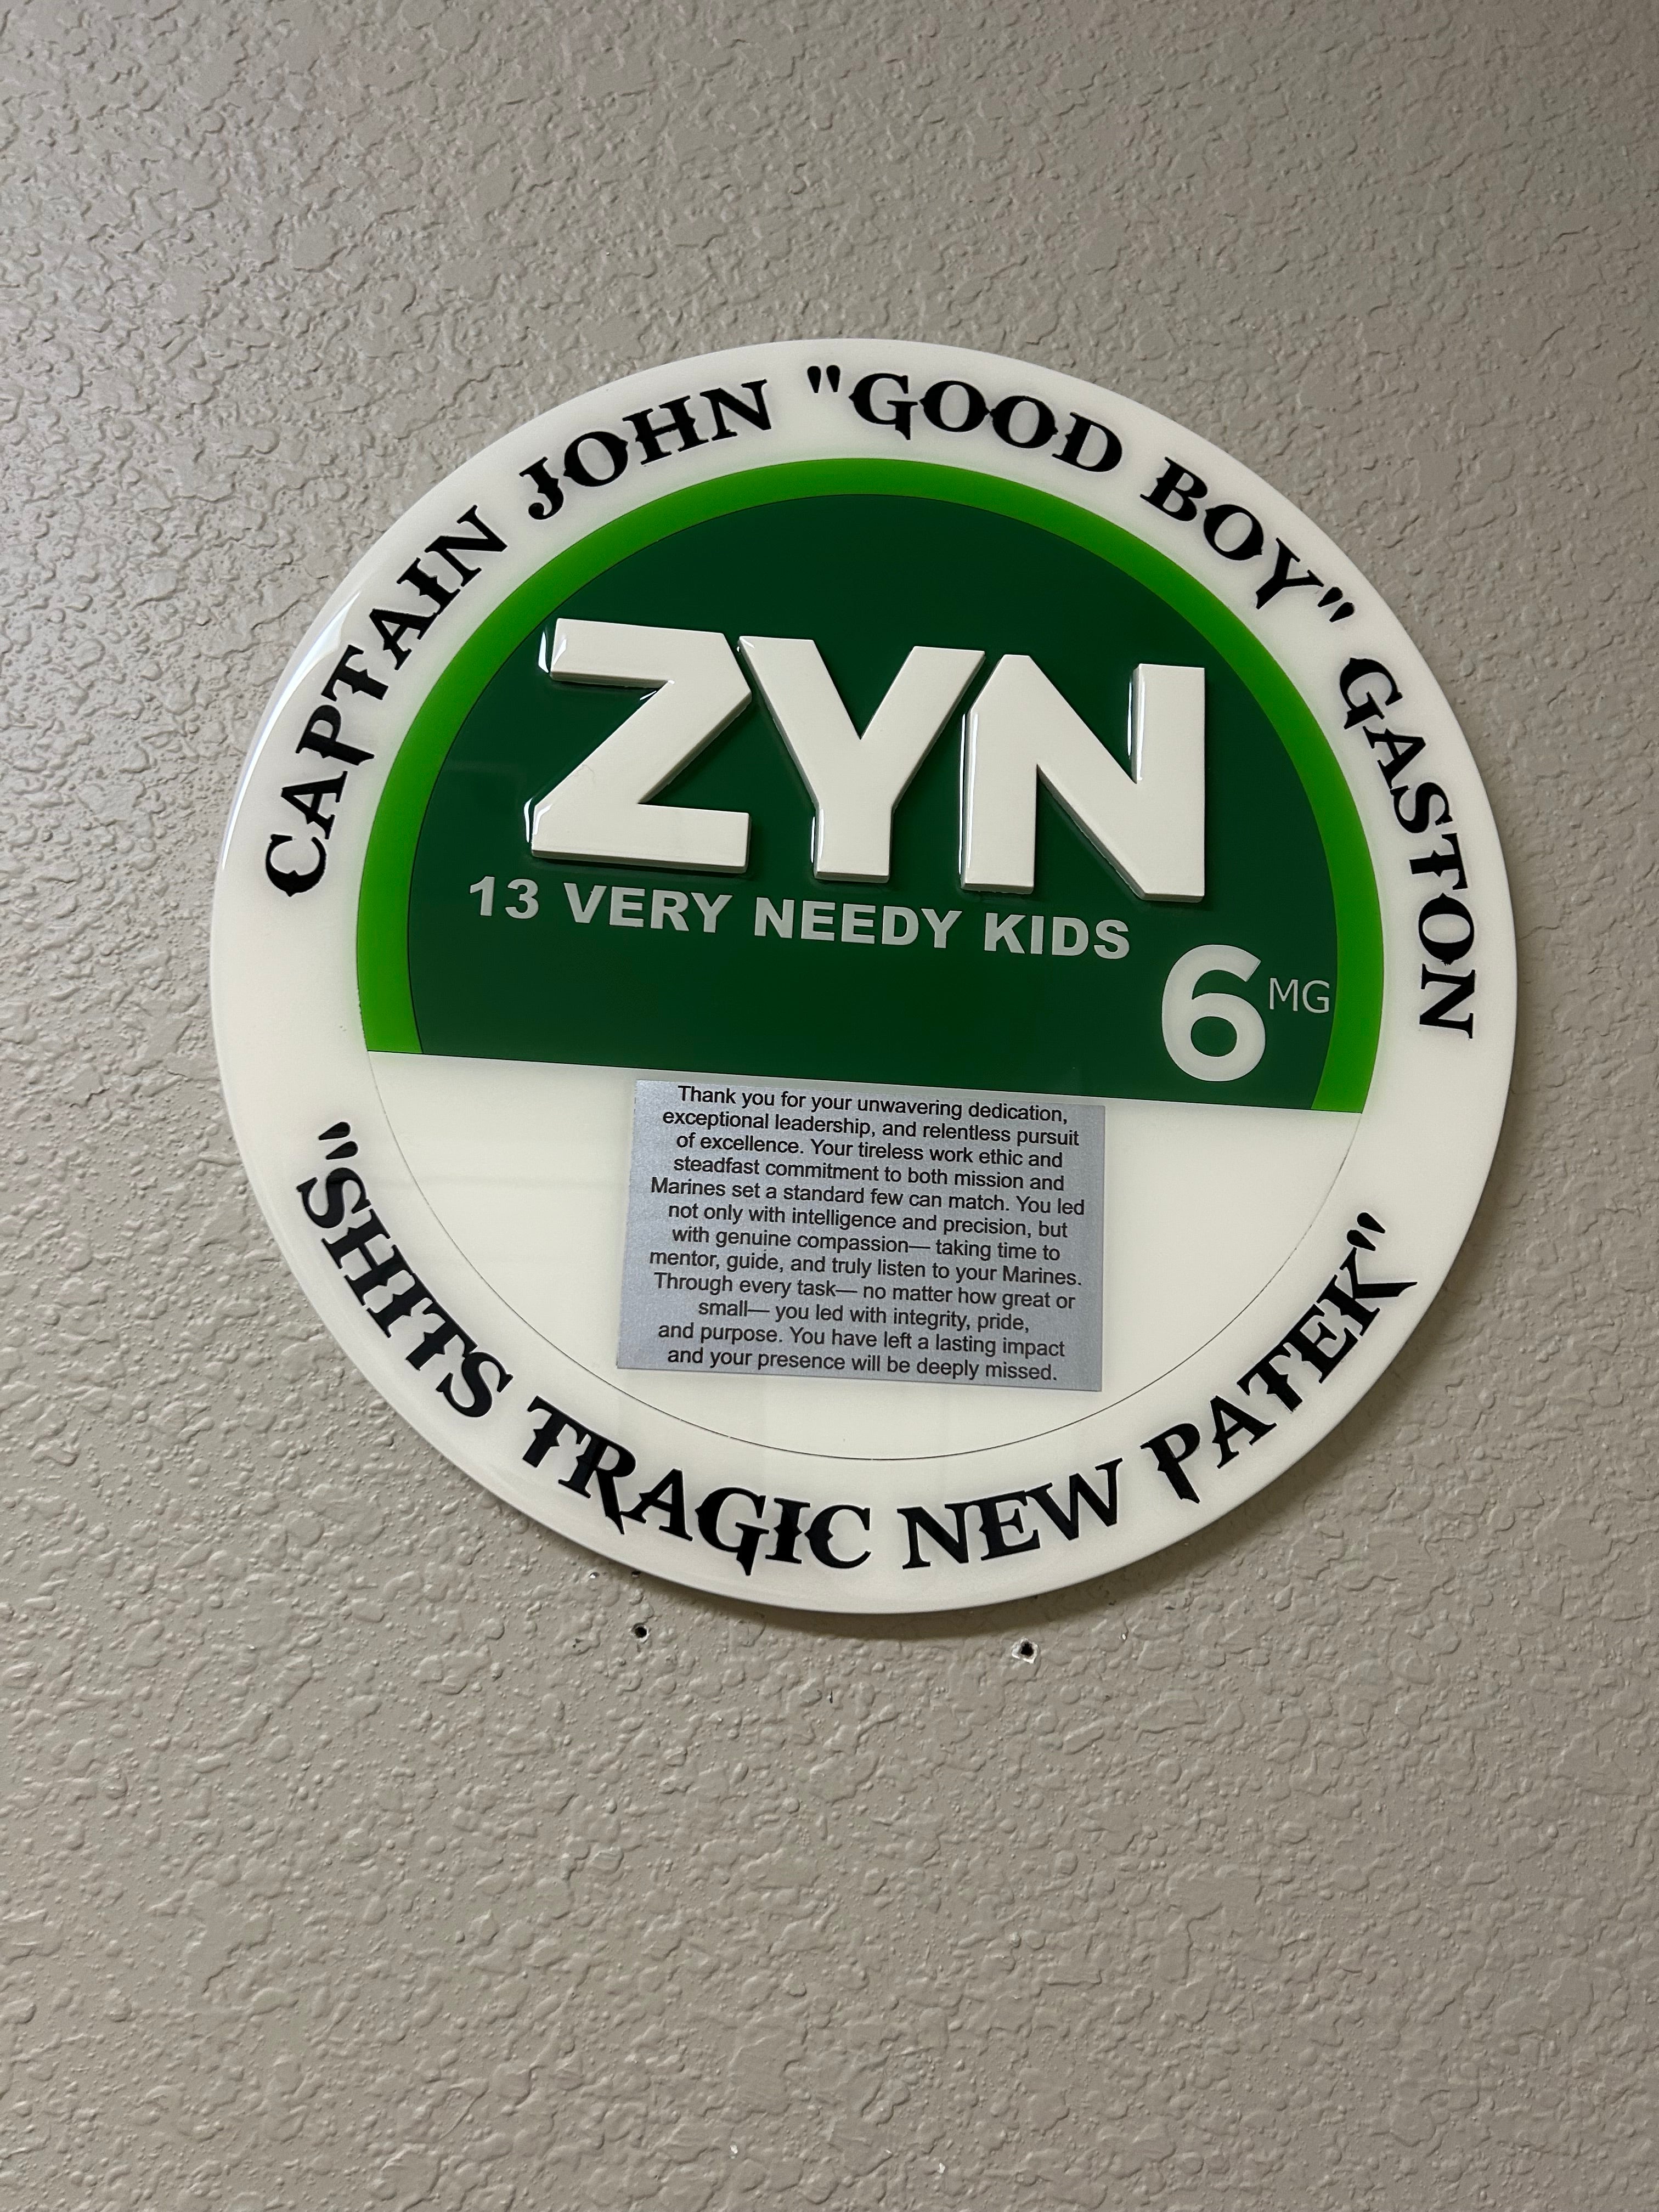 CAPTAIN JOHN "GOOD BOY" GASTON
ZYN
13 VERY NEEDY KIDS
6 MG
Thank you for your unwavering dedication,
exceptional leadership, and relentless pursuit
of excellence. Your tireless work ethic and
steadfast commitment to both mission and
Marines set a standard few can match. You led
not only with intelligence and precision, but
with genuine compassion— taking time to
mentor, guide, and truly listen to your Marines.
Through every task— no matter how great or
small— you led with integrity, pride,
and purpose. You have left a lasting impact
and your presence will be deeply missed.
"SHITS TRAGIC NEW PATEK"